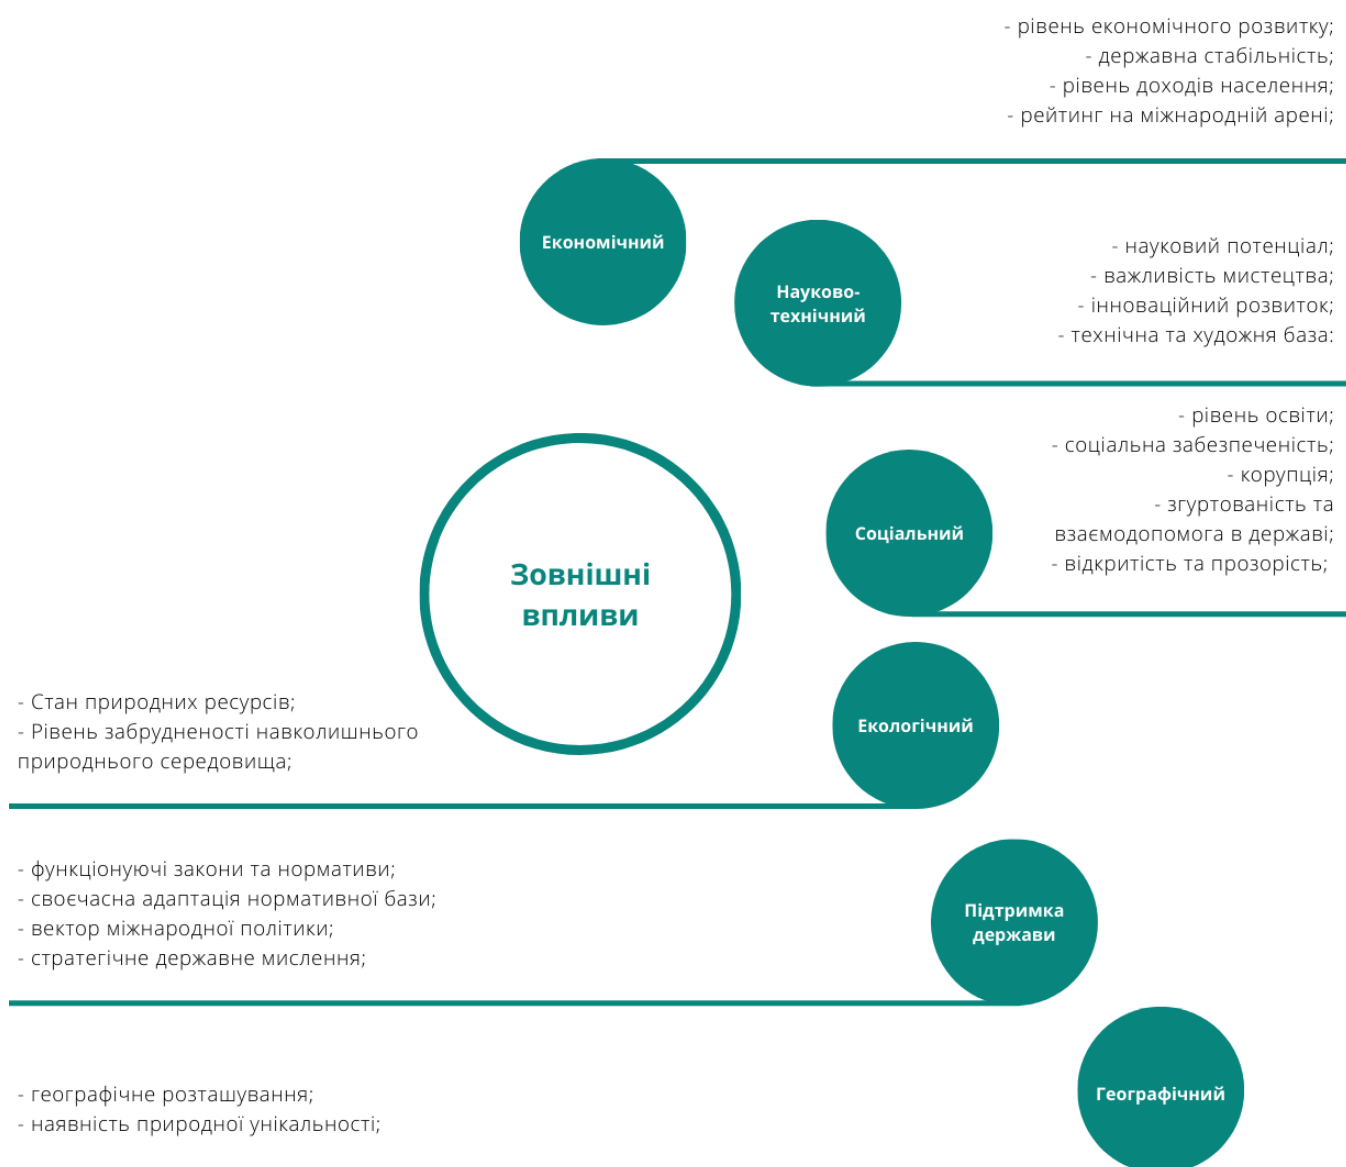 - рівень економічного розвитку;
- державна стабільність;
- рівень доходів населення;
- рейтинг на міжнародній арені;
Економічний
Науково-
технічний
- науковий потенціал;
- важливість мистецтва;
- інноваційний розвиток;
- технічна та художня база:
- рівень освіти;
- соціальна забезпеченість;
- корупція;
- згуртованість та
взаємодопомога в державі;
- відкритість та прозорість;
Соціальний
Зовнішні
впливи
- Стан природних ресурсів;
- Рівень забрудненості навколишнього
природнього середовища;
Екологічний
- функціонуючі закони та нормативи;
- своєчасна адаптація нормативної бази;
- вектор міжнародної політики;
- стратегічне державне мислення;
Підтримка
держави
- географічне розташування;
- наявність природної унікальності;
Географічний